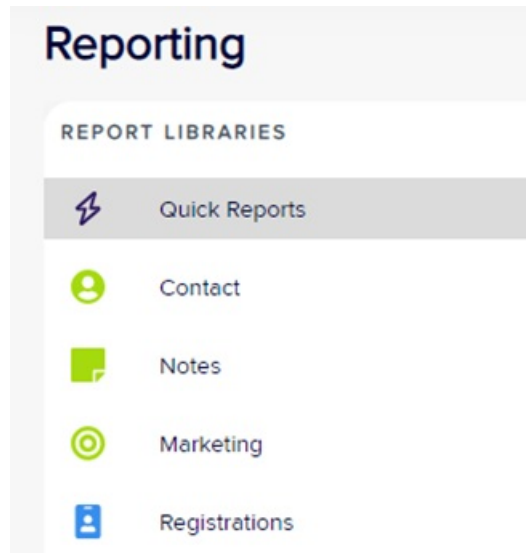 Reporting
REPORT LIBRARIES
Quick Reports
Contact
Notes
Marketing
Registrations